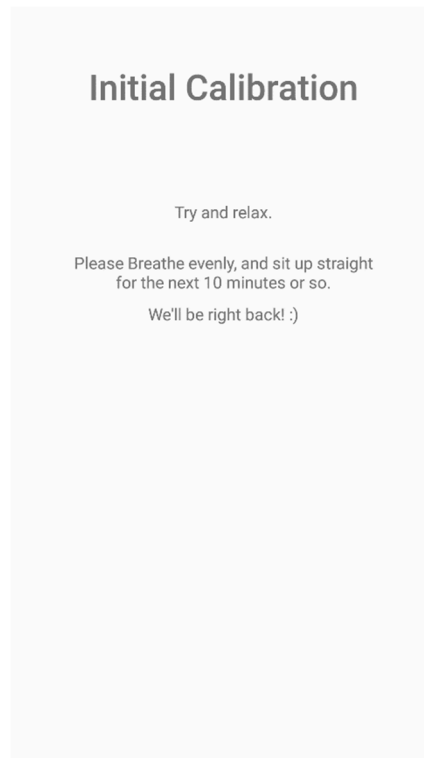 Initial Calibration
Try and relax.
Please Breathe evenly, and sit up straight
for the next 10 minutes or so.
We'll be right back! :)